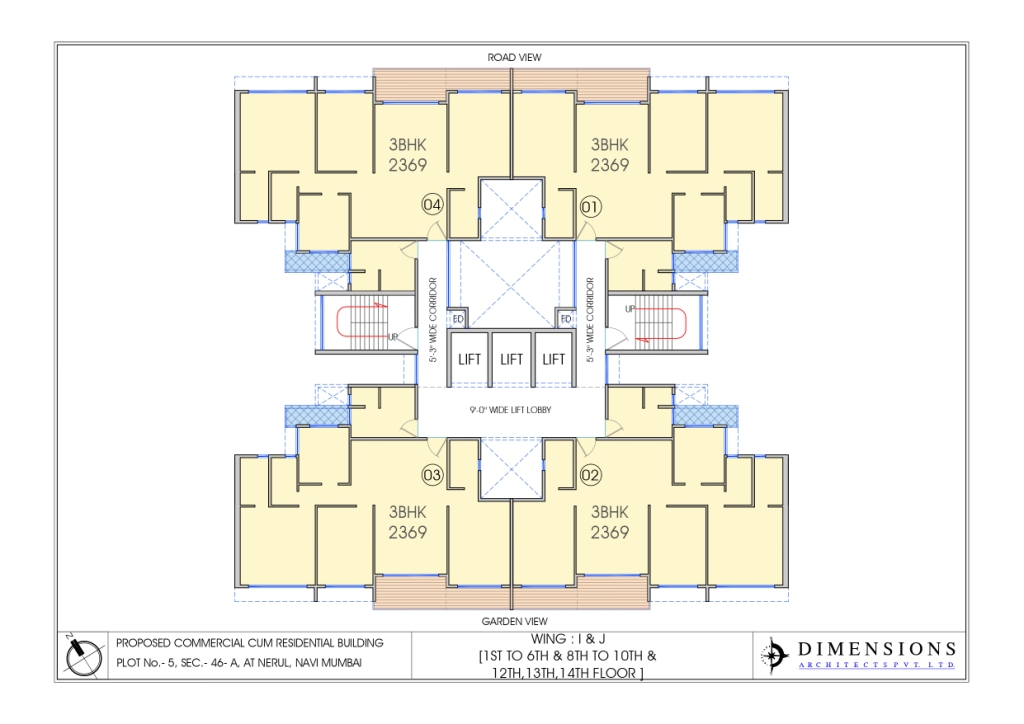 ROAD VIEW
3BHK
2369
3BHK
2369
04
01
5'-3" WIDE CORRIDOR
5'-3" WIDE CORRIDOR
UP
UP
ED
ED
LIFT
LIFT
LIFT
9'-0" WIDE LIFT LOBBY
03
02
3BHK
2369
3BHK
2369
GARDEN VIEW
N
PROPOSED COMMERCIAL CUM RESIDENTIAL BUILDING
PLOT No.- 5, SEC.- 46- A, AT NERUL, NAVI MUMBAI
WING : I & J
[1ST TO 6TH & 8TH TO 10TH &
12TH,13TH,14TH FLOOR ]
DIMENSIONS
ARCHITECTS PVT. LTD.